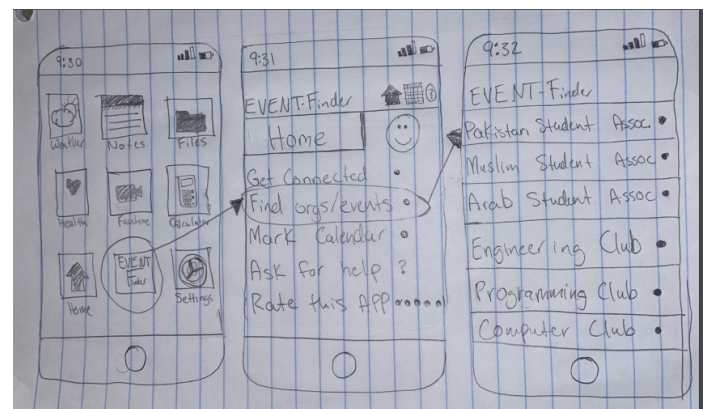 9:30
Weather Notes Files
Health Facetime Calculator
EVENT
Finder
Home Settings
9:31
EVENT-Finder
Home
Get Connected
Find orgs/events
Mark Calendar
Ask for help ?
Rate this APP
9:32
EVENT-Finder
Pakistan Student Assoc.
Muslim Student Assoc
Arab Student Assoc
Engineering Club
Programming Club
Computer Club